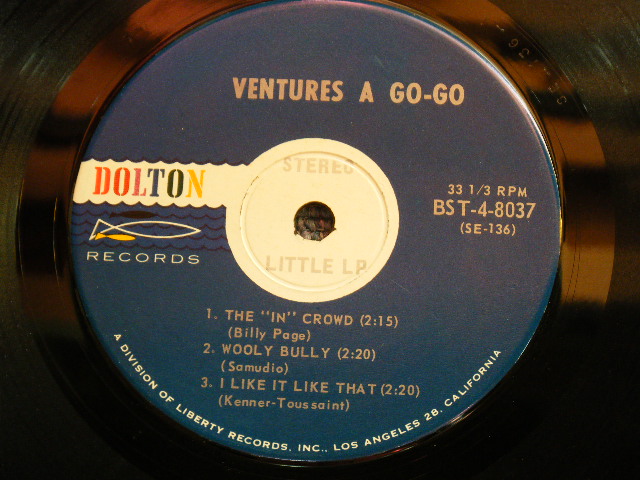 VENTURES A GO-GO
STEREO
DOLTON
RECORDS
33 1/3 RPM
BST-4-8037
(SE-136)
LITTLE LP
1. THE "IN" CROWD (2:15)
(Billy Page)
2. WOOLY BULLY (2:20)
(Samudio)
3. I LIKE IT LIKE THAT (2:20)
(Kenner-Toussaint)
A DIVISION OF LIBERTY RECORDS, INC., LOS ANGELES 28, CALIFORNIA